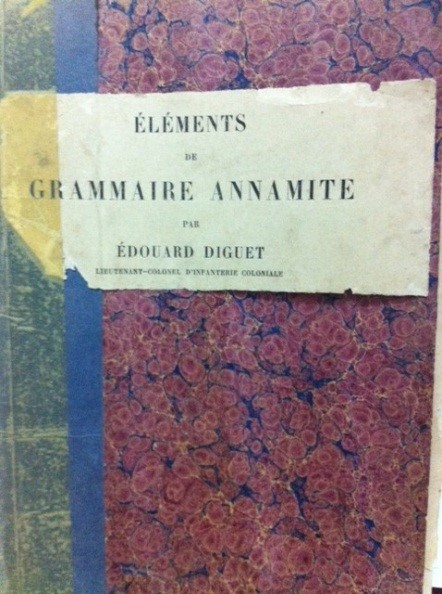 ÉLÉMENTS
DE
GRAMMAIRE ANNAMITE
PAR
ÉDOUARD DIGUET
LIEUTENANT-COLONEL D'INFANTERIE COLONIALE